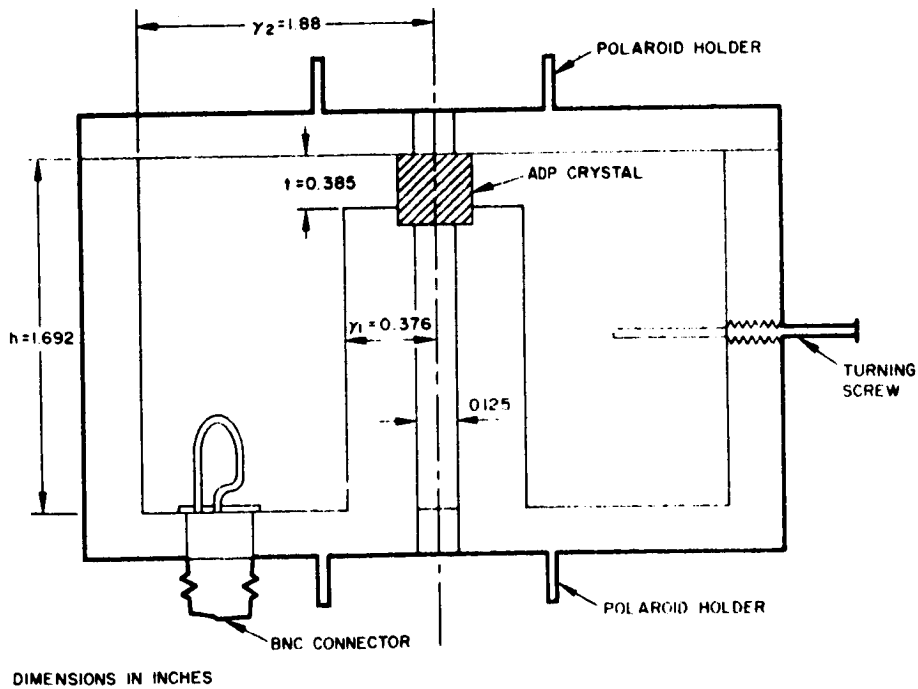 γ2=1.88
POLAROID HOLDER
t=0.385
ADP CRYSTAL
h=1.692
γ1=0.376
TURNING
SCREW
0125
POLAROID HOLDER
BNC CONNECTOR
DIMENSIONS IN INCHES